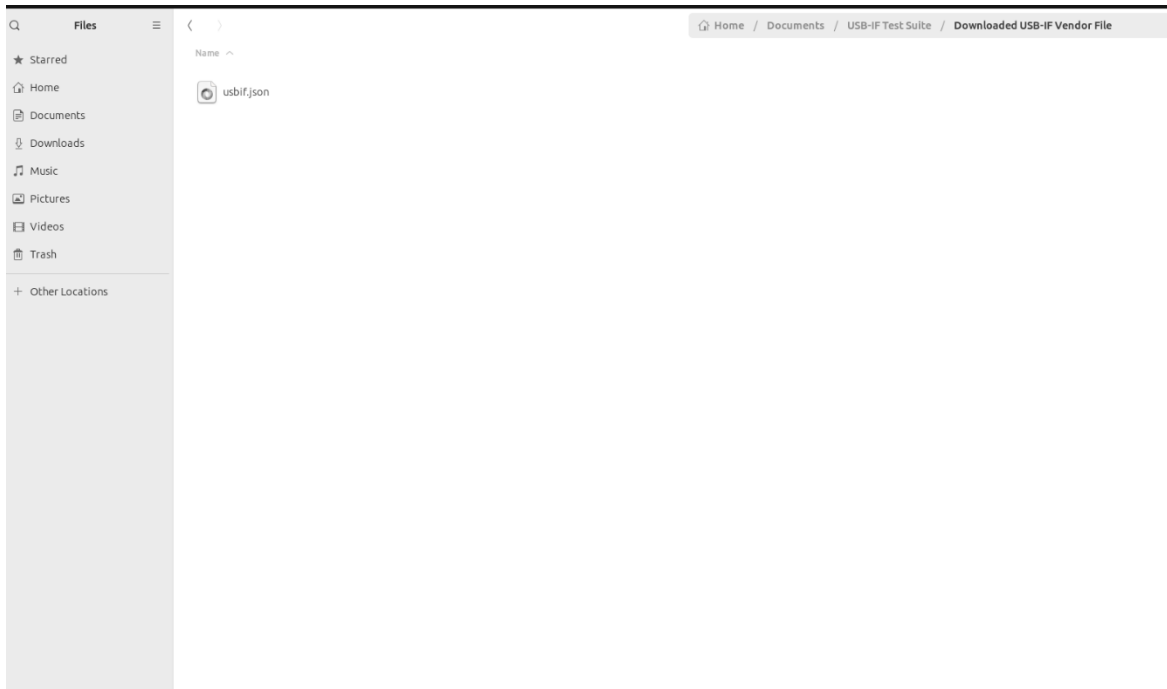 Files
Home / Documents / USB-IF Test Suite / Downloaded USB-IF Vendor File
Starred
Home
Documents
Downloads
Music
Pictures
Videos
Trash
+ Other Locations
Name
usbif.json